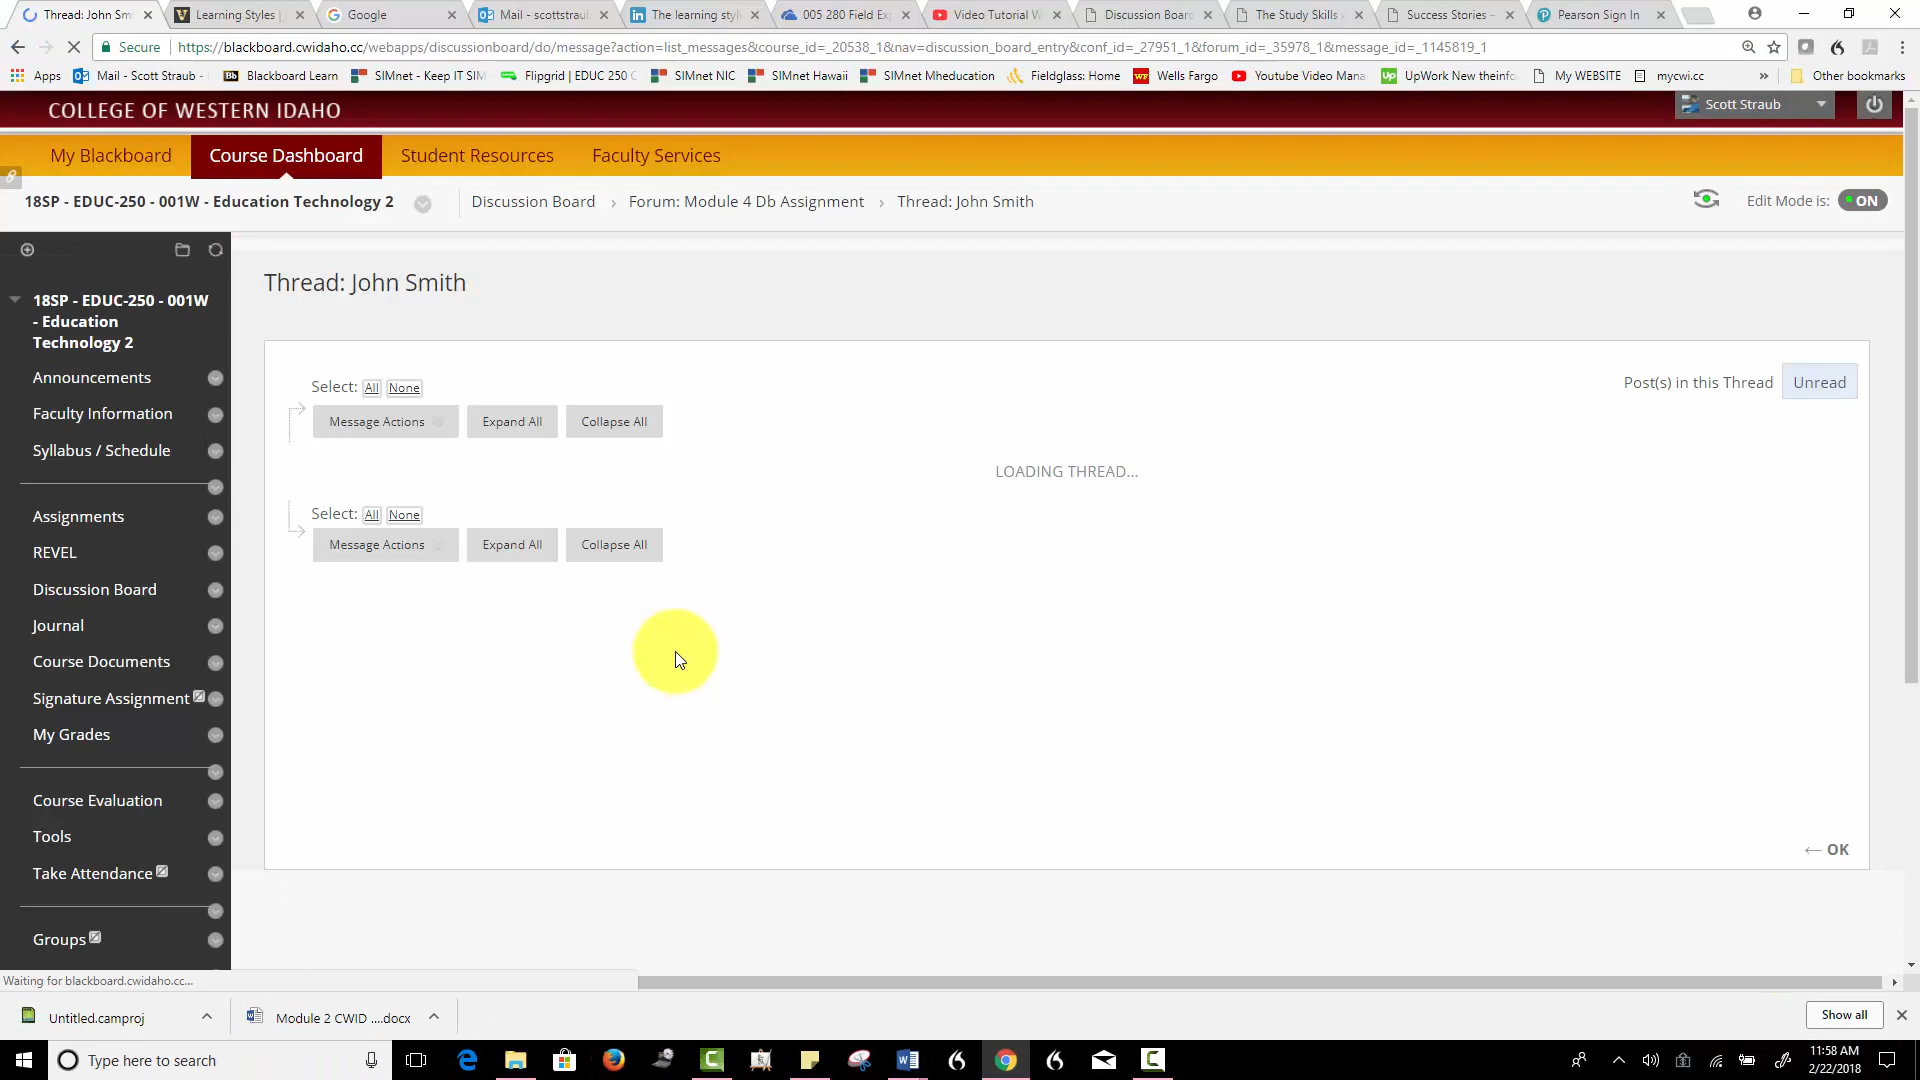 Thread: John Sm
Learning Styles |
Google
Mail - scottstraub
The learning style
005 280 Field Exp
Video Tutorial W
Discussion Board
The Study Skills
Success Stories –
Pearson Sign In
Secure
https://blackboard.cwidaho.cc/webapps/discussionboard/do/message?action=list_messages&course_id=_20538_1&nav=discussion_board_entry&conf_id=_27951_1&forum_id=_35978_1&message_id=_1145819_1
Apps
Mail - Scott Straub -
Bb
Blackboard Learn
SIMnet - Keep IT SIM
Flipgrid | EDUC 250 C
SIMnet NIC
SIMnet Hawaii
SIMnet Mheducation
Fieldglass: Home
WF
Wells Fargo
Youtube Video Mana
Up
UpWork New theinfo
My WEBSITE
mycwi.cc
»
Other bookmarks
COLLEGE OF WESTERN IDAHO
Scott Straub
My Blackboard
Course Dashboard
Student Resources
Faculty Services
18SP - EDUC-250 - 001W - Education Technology 2
Discussion Board
Forum: Module 4 Db Assignment
Thread: John Smith
Edit Mode is:
ON
18SP - EDUC-250 - 001W
- Education
Technology 2
Announcements
Faculty Information
Syllabus / Schedule
Assignments
REVEL
Discussion Board
Journal
Course Documents
Signature Assignment
My Grades
Course Evaluation
Tools
Take Attendance
Groups
Thread: John Smith
Select: All None
Post(s) in this Thread
Unread
Message Actions
Expand All
Collapse All
LOADING THREAD...
Select: All None
Message Actions
Expand All
Collapse All
← OK
Waiting for blackboard.cwidaho.cc...
Untitled.camproj
Module 2 CWID ....docx
Show all
Type here to search
11:58 AM
2/22/2018